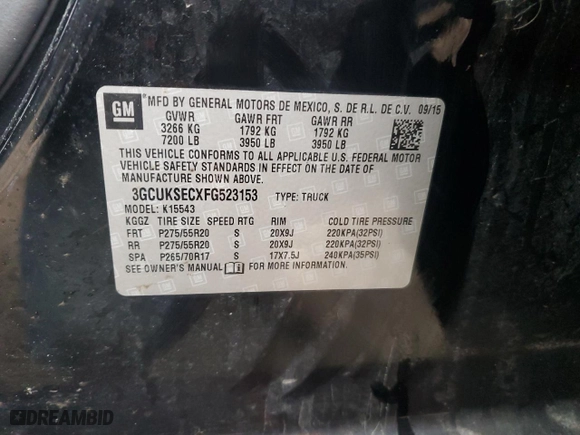 GM MFD BY GENERAL MOTORS DE MEXICO, S. DE R.L. DE C.V. 09/15
GVWR GAWR FRT GAWR RR
3266 KG 1792 KG 1792 KG
7200 LB 3950 LB 3950 LB
THIS VEHICLE CONFORMS TO ALL APPLICABLE U.S. FEDERAL MOTOR
VEHICLE SAFETY STANDARDS IN EFFECT ON THE DATE OF
MANUFACTURE SHOWN ABOVE.
3GCUKSECXFG523153 TYPE: TRUCK
MODEL: K15543
KGGZ TIRE SIZE SPEED RTG RIM COLD TIRE PRESSURE
FRT P275/55R20 S 20X9J 220KPA(32PSI)
RR P275/55R20 S 20X9J 220KPA(32PSI)
SPA P265/70R17 S 17X7.5J 240KPA(35PSI)
SEE OWNER'S MANUAL FOR MORE INFORMATION.
DREAMBID